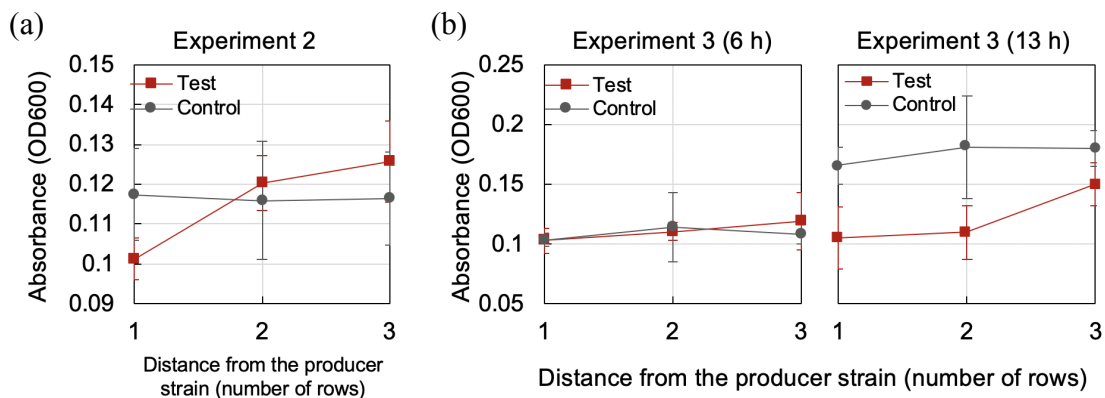 (a)
Experiment 2
Absorbance (OD600)
0.15
0.14
0.13
0.12
0.11
0.1
0.09
Test
Control
1 2 3
Distance from the producer
strain (number of rows)
(b)
Experiment 3 (6 h)
Absorbance (OD600)
0.25
0.2
0.15
0.1
0.05
Test
Control
1 2 3
Experiment 3 (13 h)
Test
Control
1 2 3
Distance from the producer strain (number of rows)